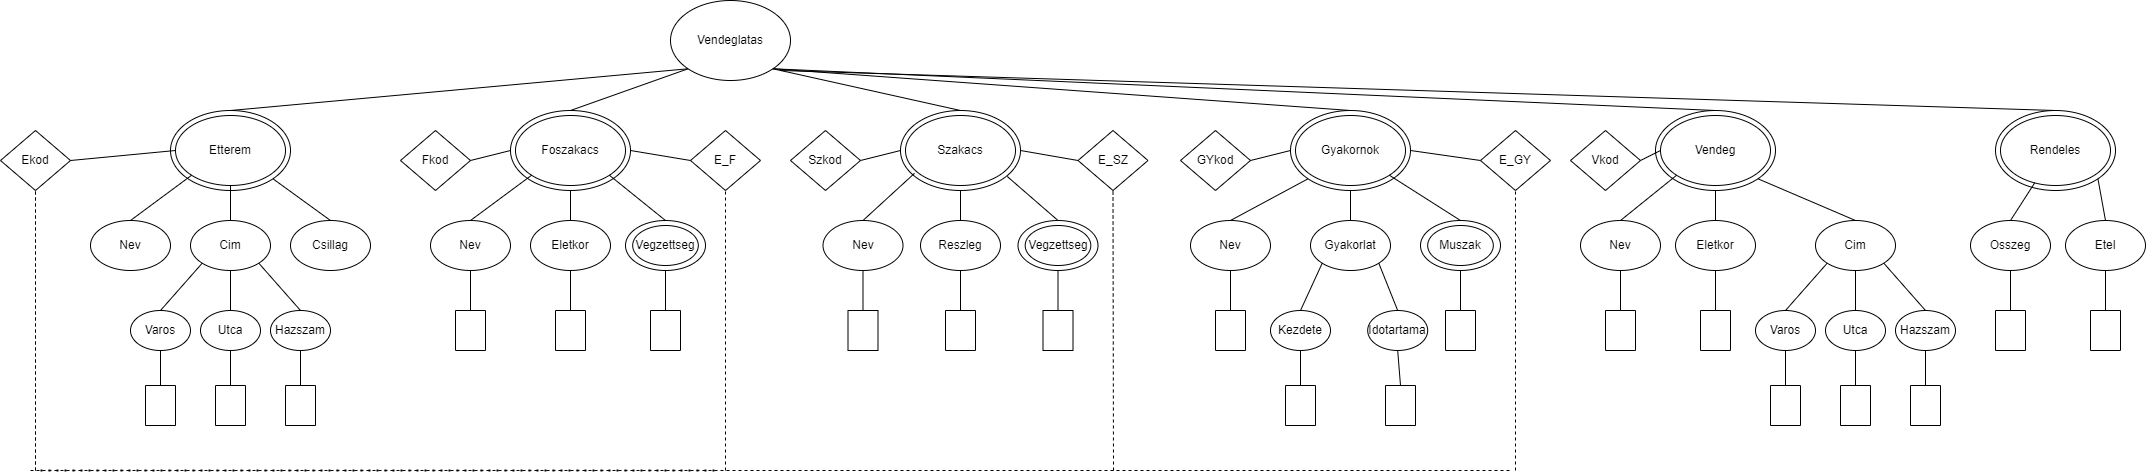 Vendeglatas
Ekod
Etterem
Fkod
Foszakacs
E_F
Szkod
Szakacs
E_SZ
GYkod
Gyakornok
E_GY
Vkod
Vendeg
Rendeles
Nev
Cim
Csillag
Nev
Eletkor
Vegzettseg
Nev
Reszleg
Vegzettseg
Nev
Gyakorlat
Muszak
Nev
Eletkor
Cim
Osszeg
Etel
Varos
Utca
Hazszam
Kezdete
Idotartama
Varos
Utca
Hazszam